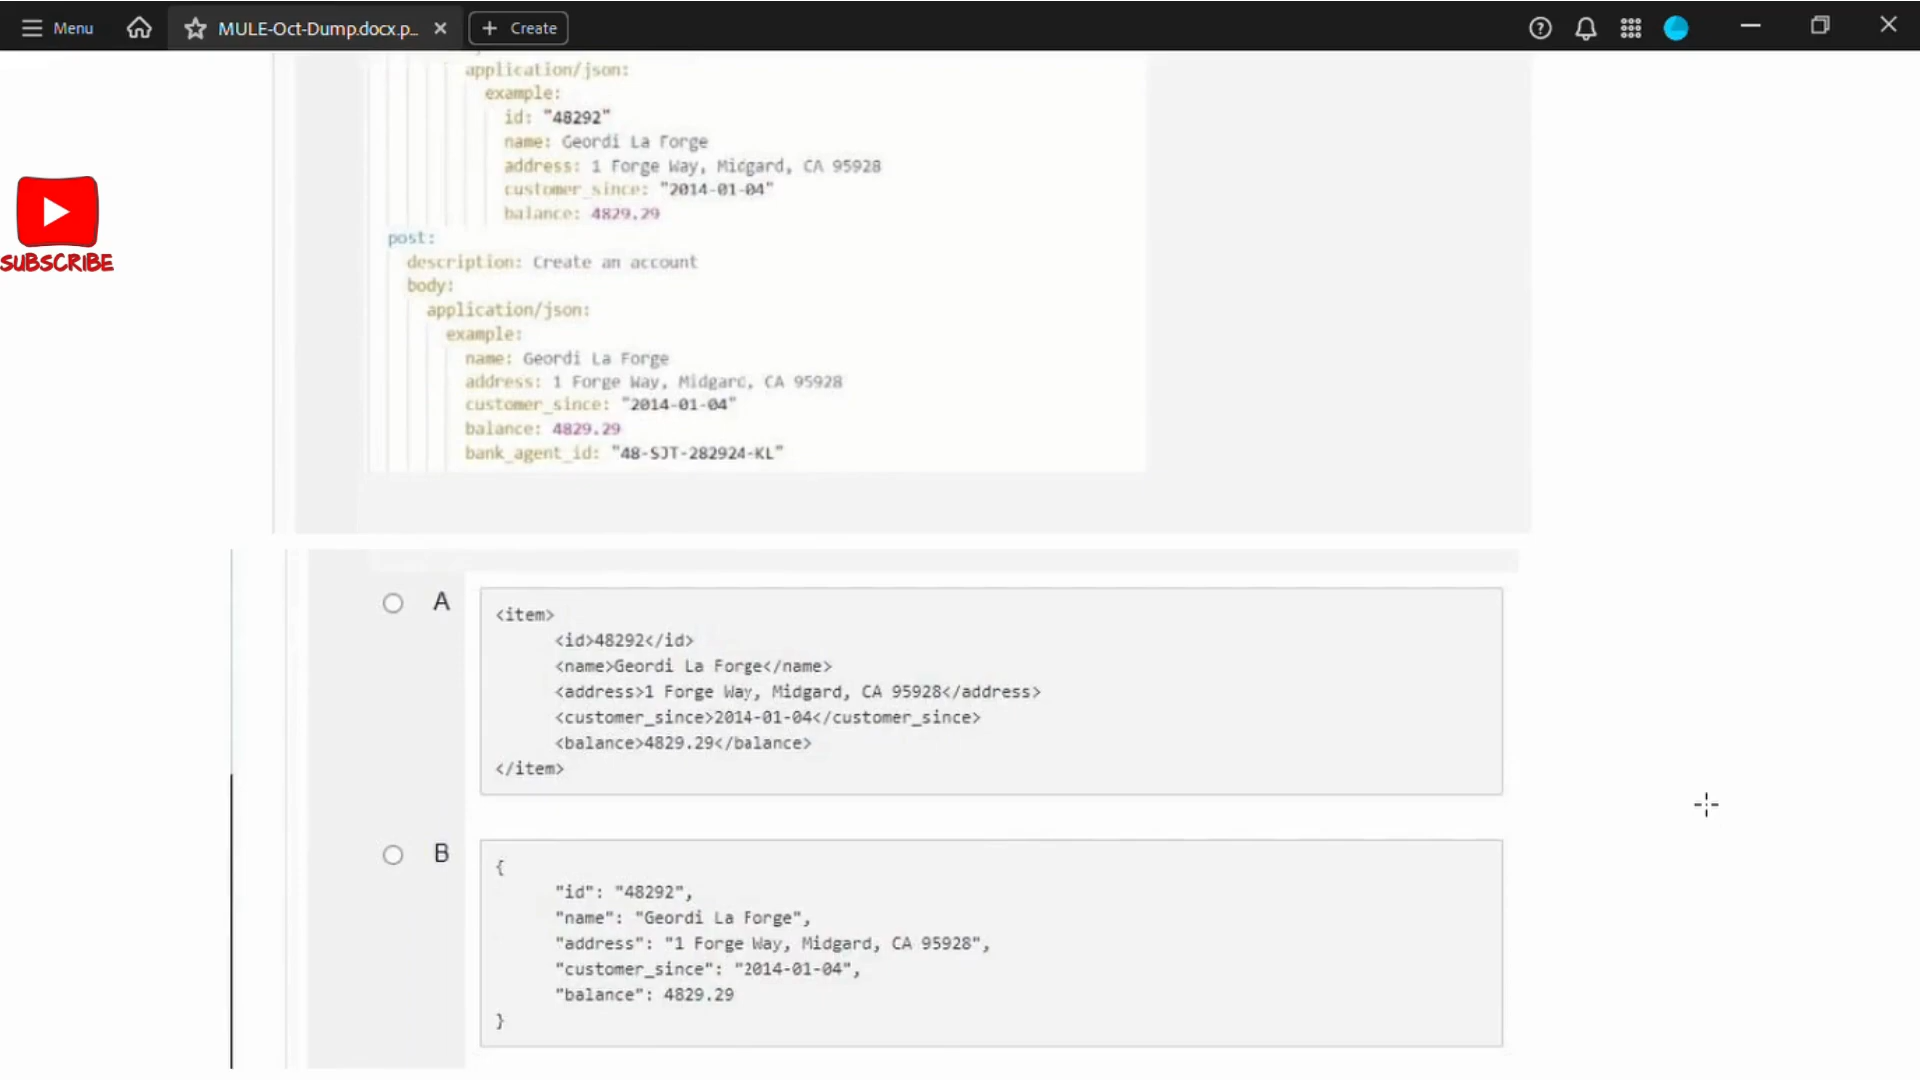 Menu
MULE-Oct-Dump.docx.p...
Create
application/json:
example:
id: "48292"
name: Geordi La Forge
address: 1 Forge Way, Midgard, CA 95928
customer_since: "2014-01-04"
balance: 4829.29
post:
description: Create an account
body:
application/json:
example:
name: Geordi La Forge
address: 1 Forge Way, Midgard, CA 95928
customer_since: "2014-01-04"
balance: 4829.29
bank_agent_id: "48-SJT-282924-KL"
SUBSCRIBE
A
<item>
<id>48292</id>
<name>Geordi La Forge</name>
<address>1 Forge Way, Midgard, CA 95928</address>
<customer_since>2014-01-04</customer_since>
<balance>4829.29</balance>
</item>
B
{
"id": "48292",
"name": "Geordi La Forge",
"address": "1 Forge Way, Midgard, CA 95928",
"customer_since": "2014-01-04",
"balance": 4829.29
}